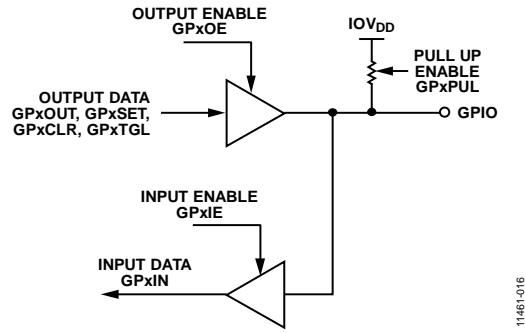 OUTPUT ENABLE
GPxOE
IOVDD
PULL UP
ENABLE
GPxPUL
OUTPUT DATA
GPxOUT, GPxSET,
GPxCLR, GPxTGL
GPIO
INPUT ENABLE
GPxIE
INPUT DATA
GPxIN
11461-016